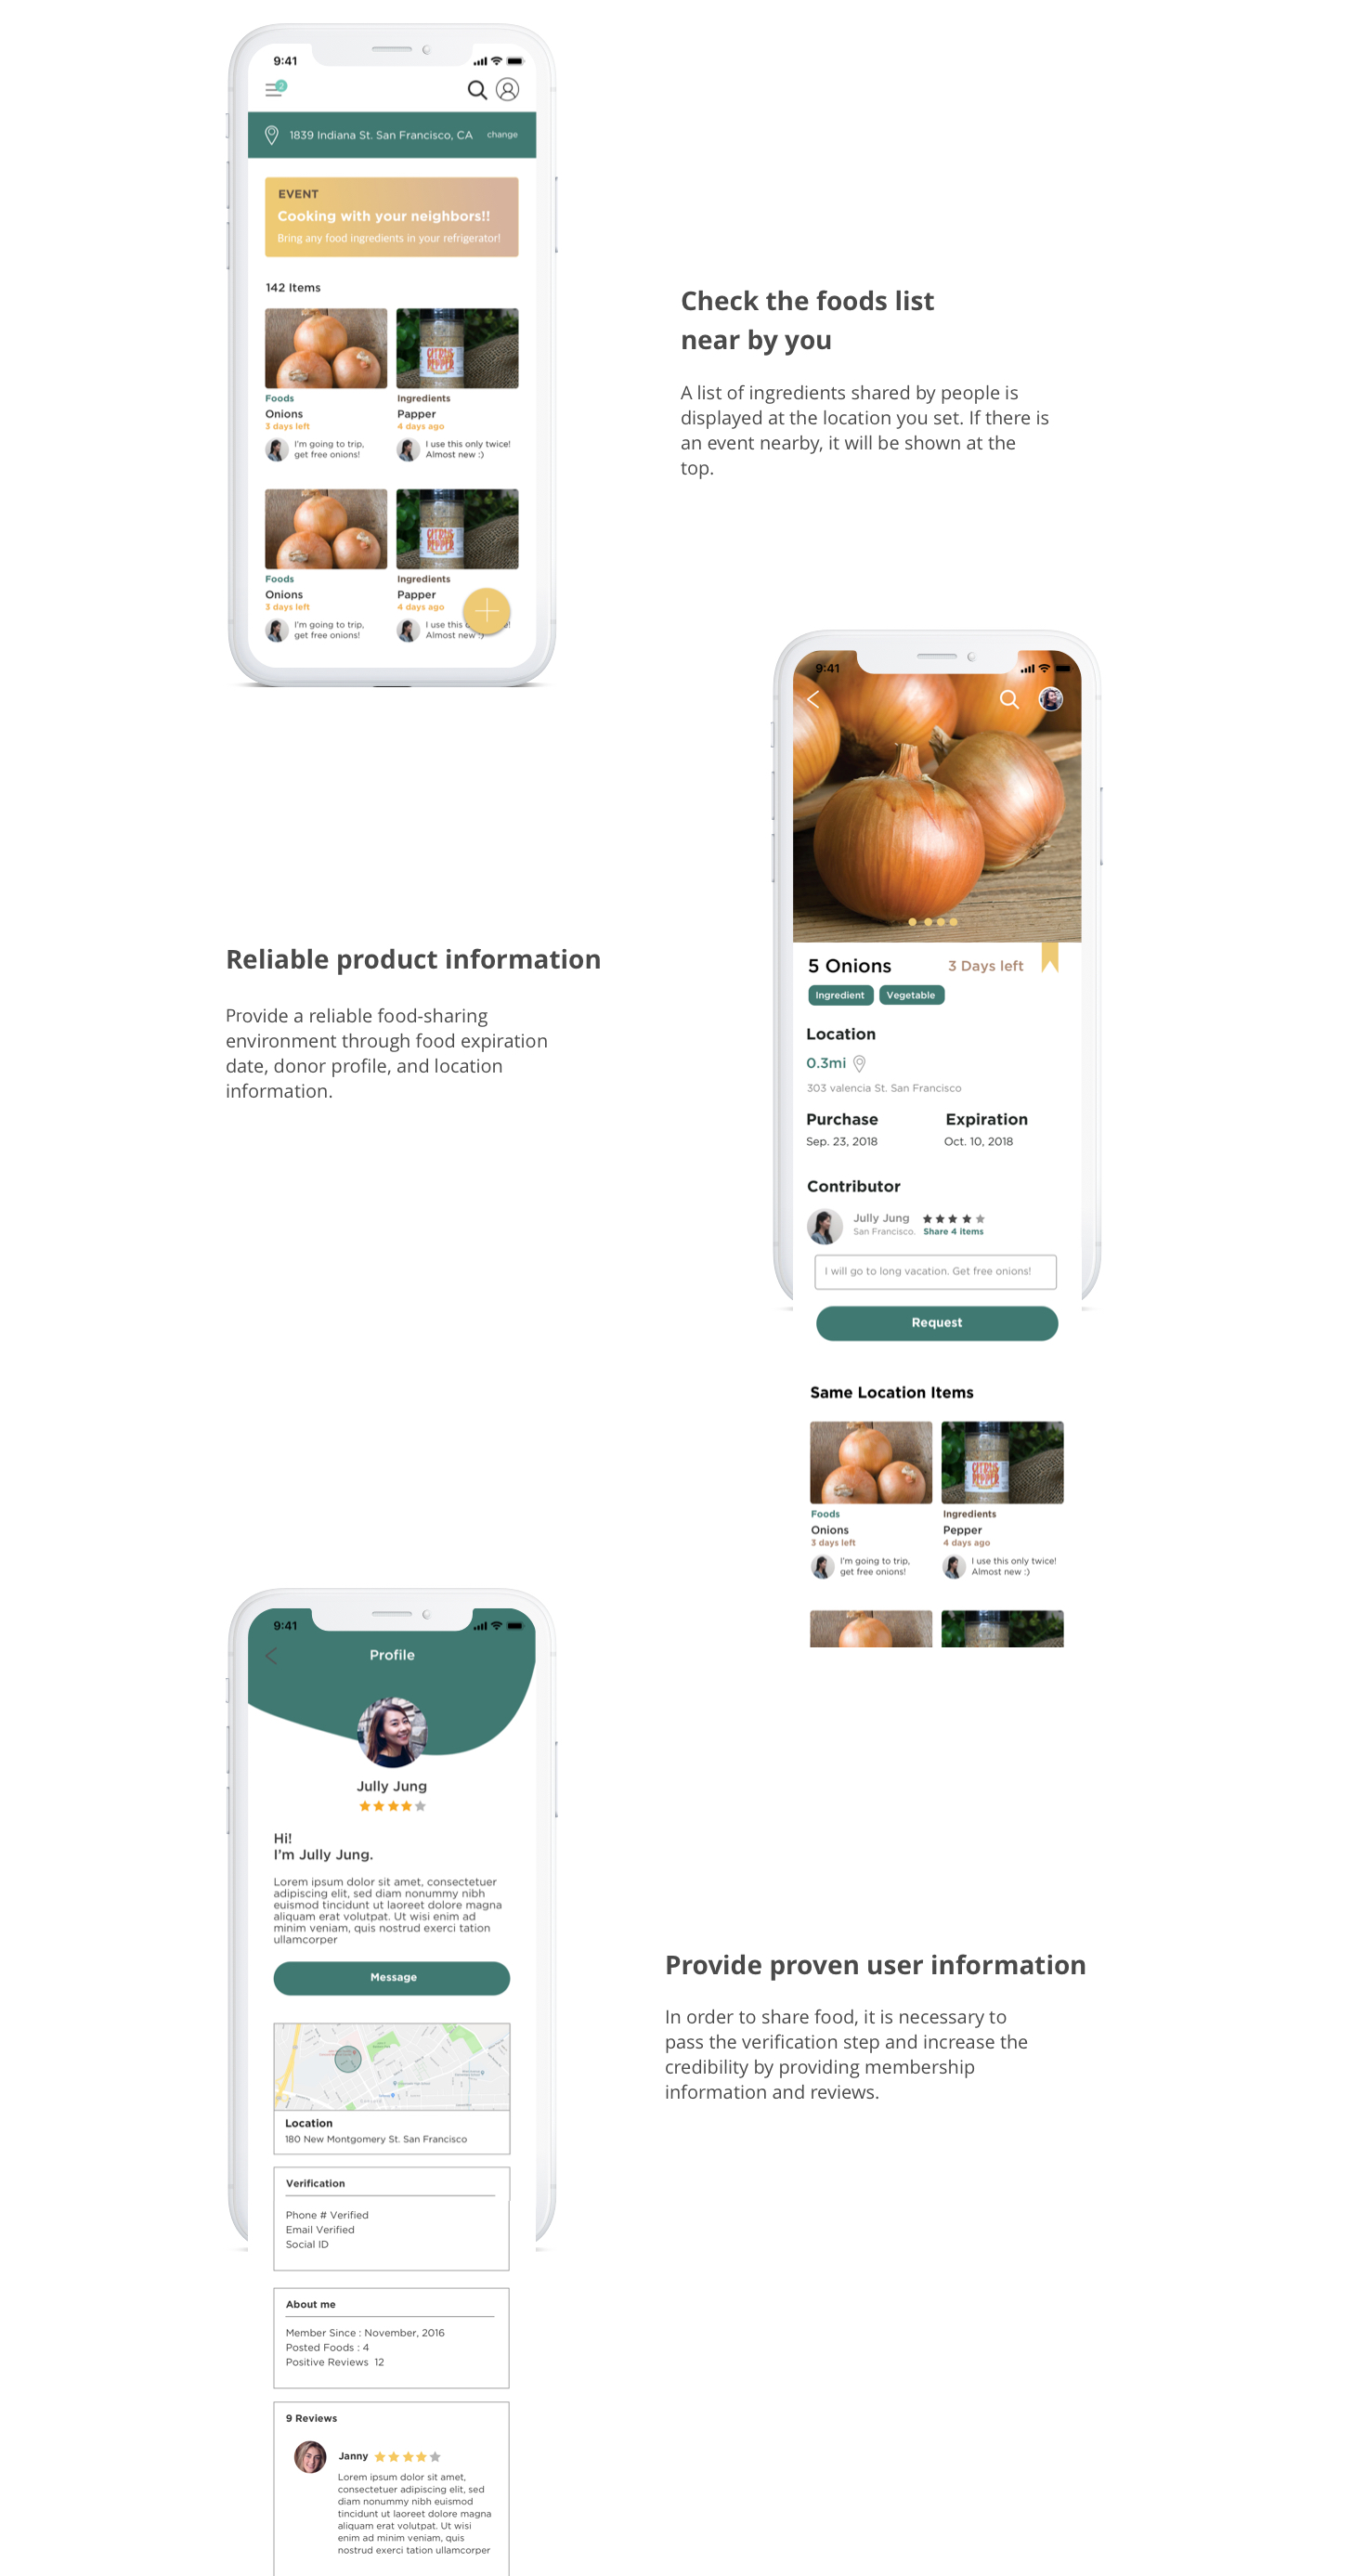 9:41
2
1839 Indiana St. San Francisco, CA change
EVENT
Cooking with your neighbors!!
Bring any food ingredients in your refrigerator!
142 Items
CITRUS
PEPPER
Foods
Onions
3 days left
I'm going to trip,
get free onions!
Ingredients
Papper
4 days ago
I use this only twice!
Almost new :)
CITRUS
PEPPER
Foods
Onions
3 days left
I'm going to trip,
get free onions!
Ingredients
Papper
4 days ago
I use this
Almost new :)
Check the foods list
near by you
A list of ingredients shared by people is
displayed at the location you set. If there is
an event nearby, it will be shown at the
top.
Reliable product information
Provide a reliable food-sharing
environment through food expiration
date, donor profile, and location
information.
9:41
5 Onions 3 Days left
Ingredient Vegetable
Location
0.3mi
303 valencia St. San Francisco
Purchase Expiration
Sep. 23, 2018 Oct. 10, 2018
Contributor
Jully Jung
San Francisco. Share 4 items
I will go to long vacation. Get free onions!
Request
Same Location Items
CITRUS
PEPPER
Foods
Onions
3 days left
I'm going to trip,
get free onions!
Ingredients
Pepper
4 days ago
I use this only twice!
Almost new :)
9:41
Profile
Jully Jung
Hi!
I'm Jully Jung.
Lorem ipsum dolor sit amet, consectetuer
adipiscing elit, sed diam nonummy nibh
euismod tincidunt ut laoreet dolore magna
aliquam erat volutpat. Ut wisi enim ad
minim veniam, quis nostrud exerci tation
ullamcorper
Message
Location
180 New Montgomery St. San Francisco
Verification
Phone # Verified
Email Verified
Social ID
About me
Member Since : November, 2016
Posted Foods : 4
Positive Reviews 12
9 Reviews
Janny
Lorem ipsum dolor sit amet,
consectetuer adipiscing elit, sed
diam nonummy nibh euismod
tincidunt ut laoreet dolore magna
aliquam erat volutpat. Ut wisi
enim ad minim veniam, quis
nostrud exerci tation ullamcorper
Provide proven user information
In order to share food, it is necessary to
pass the verification step and increase the
credibility by providing membership
information and reviews.